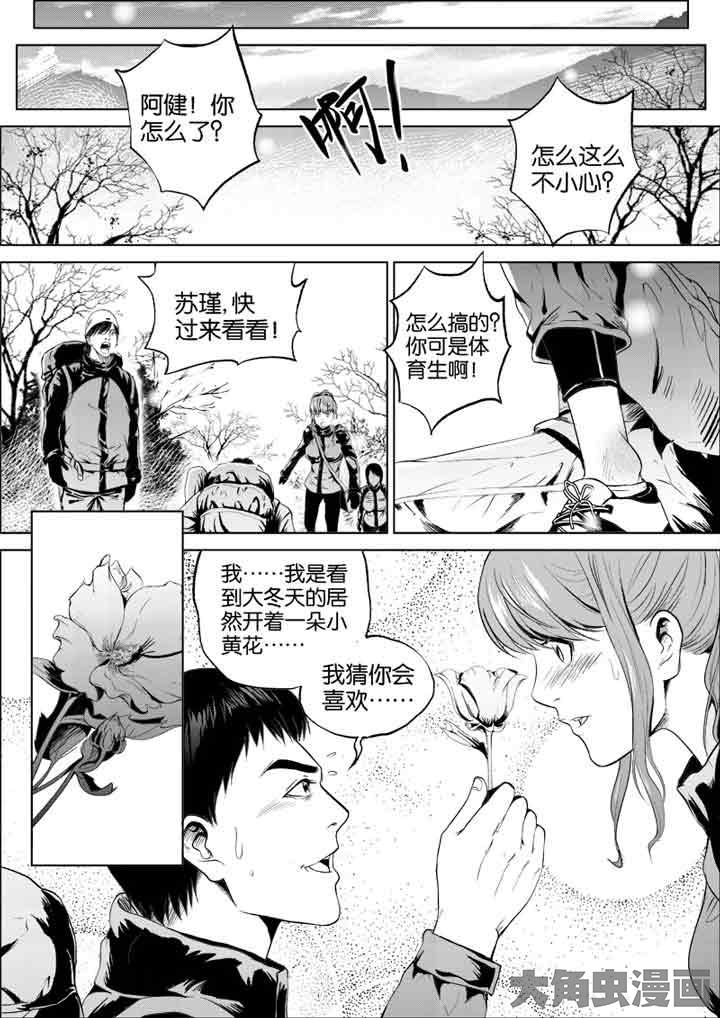 阿健！你
怎么了？
啊！
怎么这么
不小心？
苏瑾，快
过来看看！
怎么搞的？
你可是体
育生啊！
我……我是看
到大冬天的居
然开着一朵小
黄花……
我猜你会
喜欢……
大角虫漫画